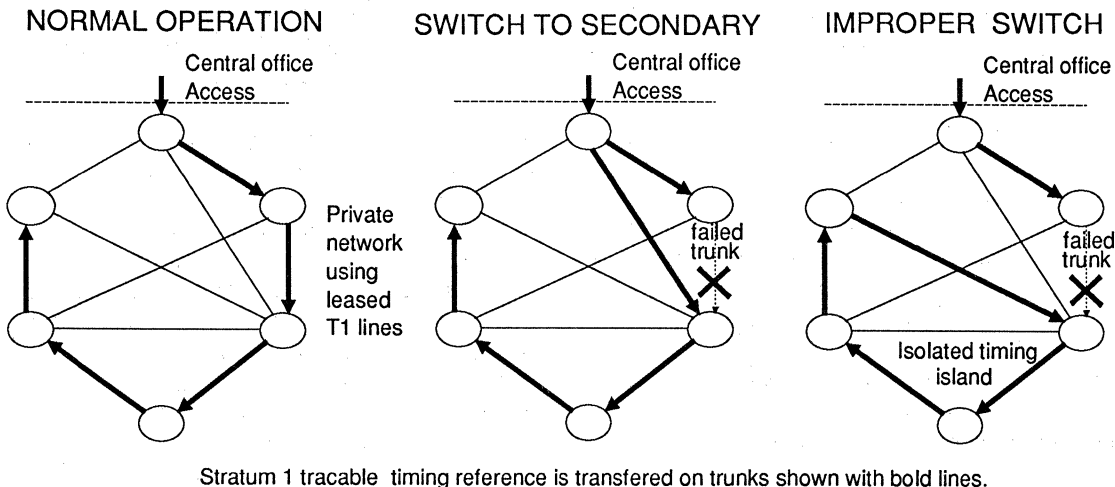 NORMAL OPERATION
Central office
Access
Private
network
using
leased
T1 lines
SWITCH TO SECONDARY
Central office
Access
failed
trunk
IMPROPER SWITCH
Central office
Access
failed
trunk
Isolated timing
island
Stratum 1 tracable timing reference is transfered on trunks shown with bold lines.